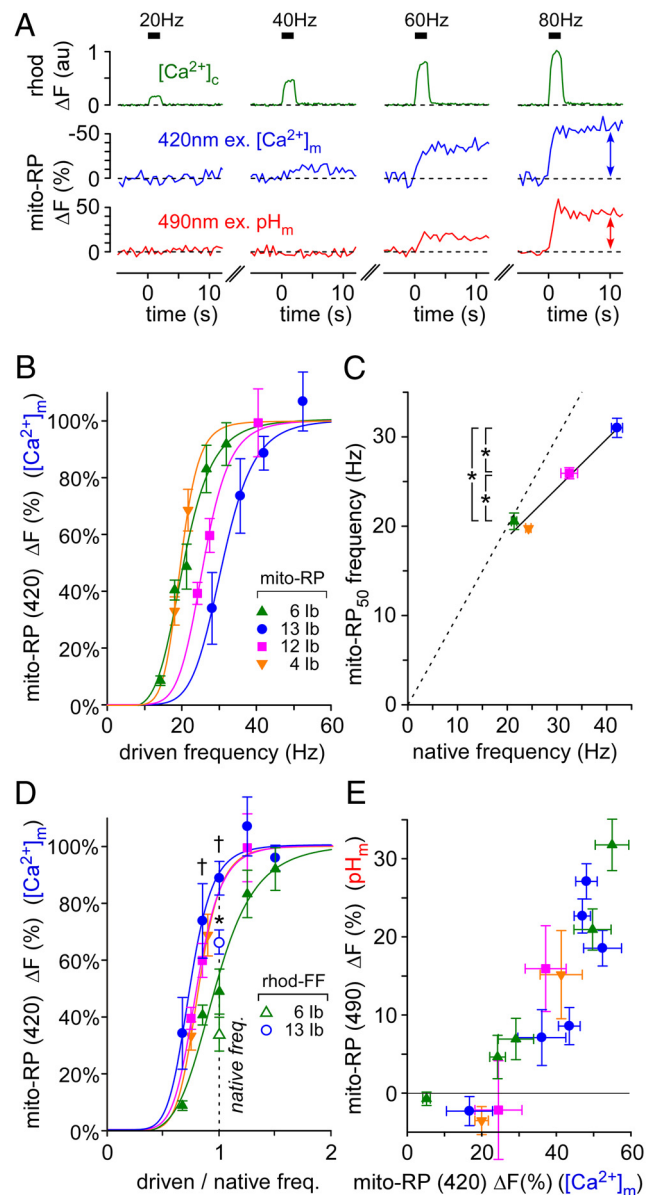 A
20Hz 40Hz 60Hz 80Hz
rhod
ΔF (au)
1
0
[Ca2+]c
mito-RP
ΔF (%)
-50
0
420nm ex. [Ca2+]m
50
0
490nm ex. pHm
0 10 0 10 0 10 0 10
time (s) time (s) time (s) time (s)
B
mito-RP (420) ΔF (%) ([Ca2+]m)
100%
80%
60%
40%
20%
0%
mito-RP
6 Ib
13 Ib
12 Ib
4 Ib
0 20 40 60
driven frequency (Hz)
C
mito-RP50 frequency (Hz)
30
20
10
0
* * *
0 10 20 30 40
native frequency (Hz)
D
mito-RP (420) ΔF (%) ([Ca2+]m)
100%
80%
60%
40%
20%
0%
† †
*
rhod-FF
6 Ib
13 Ib
native freq.
0 1 2
driven / native freq.
E
mito-RP (490) ΔF (%) (pHm)
30
20
10
0
0 20 40 60
mito-RP (420) ΔF(%) ([Ca2+]m)